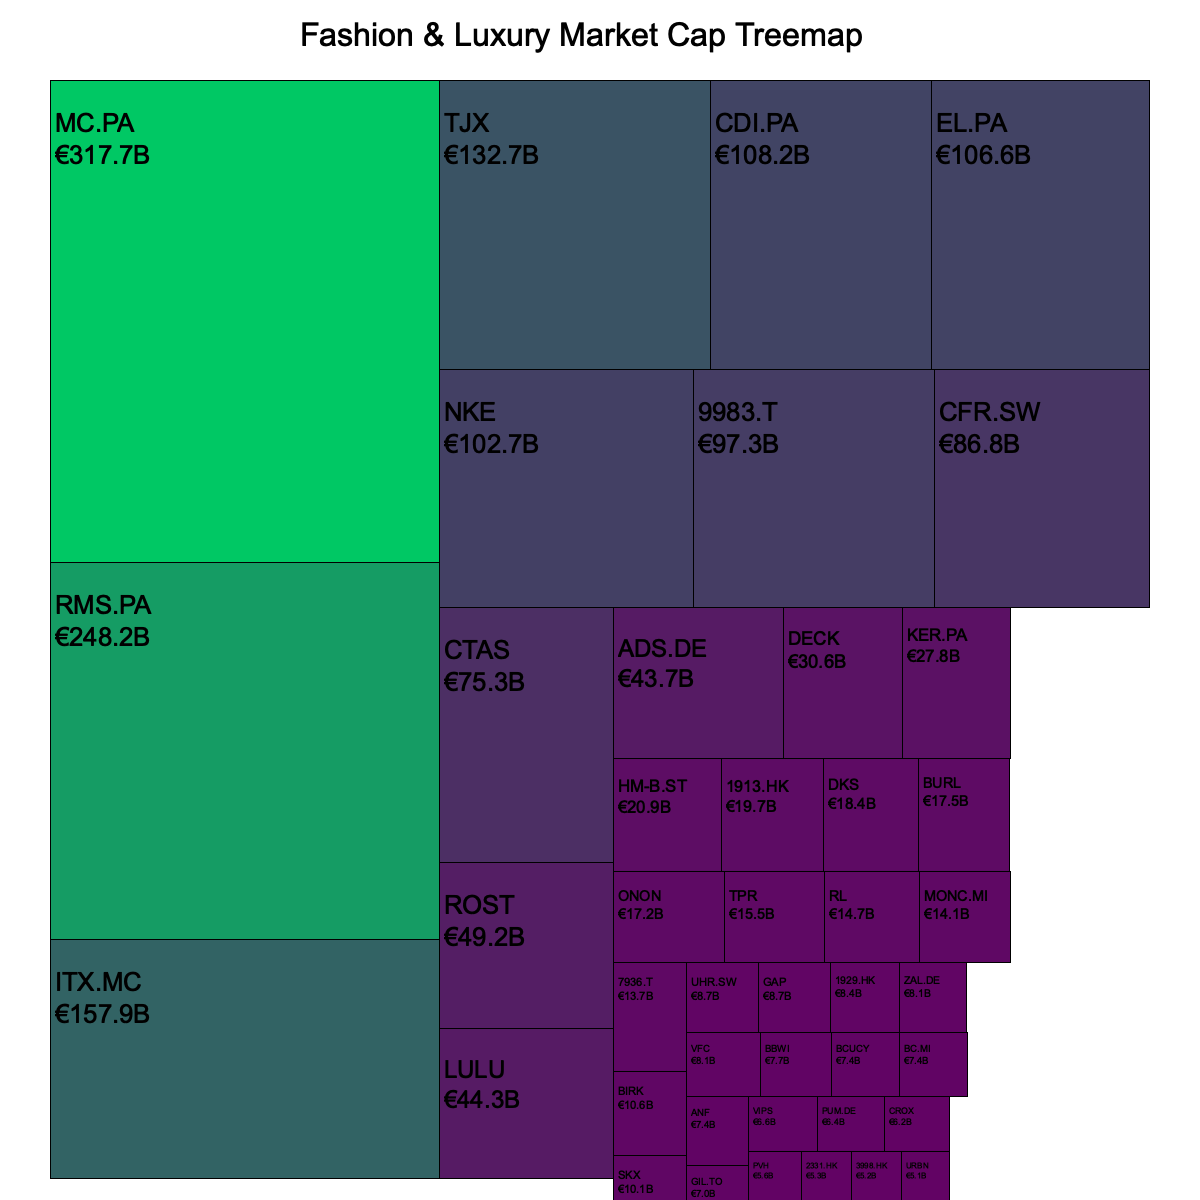 Fashion & Luxury Market Cap Treemap
MC.PA
€317.7B
TJX
€132.7B
CDI.PA
€108.2B
EL.PA
€106.6B
NKE
€102.7B
9983.T
€97.3B
CFR.SW
€86.8B
RMS.PA
€248.2B
ITX.MC
€157.9B
CTAS
€75.3B
ROST
€49.2B
LULU
€44.3B
ADS.DE
€43.7B
DECK
€30.6B
KER.PA
€27.8B
HM-B.ST
€20.9B
1913.HK
€19.7B
DKS
€18.4B
BURL
€17.5B
ONON
€17.2B
TPR
€15.5B
RL
€14.7B
MONC.MI
€14.1B
7936.T
€13.7B
BIRK
€10.6B
SKX
€10.1B
UHR.SW
€8.7B
GAP
€8.7B
1929.HK
€8.4B
ZAL.DE
€8.1B
VFC
€8.1B
BBWI
€7.7B
BCUCY
€7.4B
BC.MI
€7.4B
ANF
€7.4B
GIL.TO
€7.0B
VIPS
€6.6B
PUM.DE
€6.4B
CROX
€6.2B
PVH
€5.6B
2331.HK
€5.3B
3998.HK
€5.2B
URBN
€5.1B